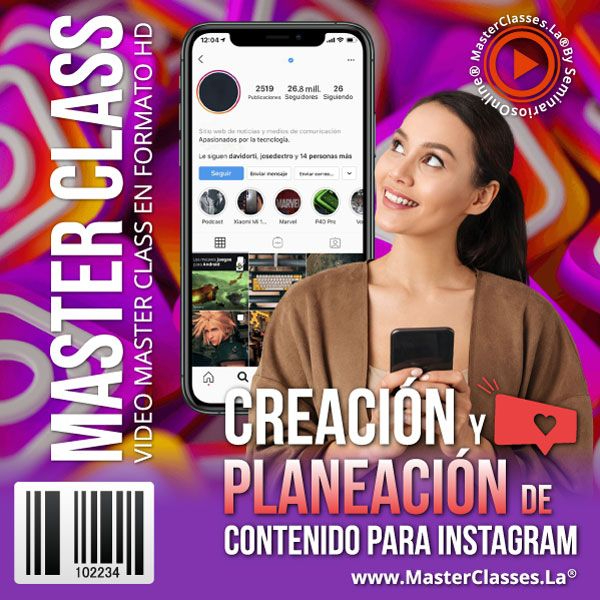 MASTER CLASS
VIDEO MASTER CLASS EN FORMATO HD
MasterClasses.La® By SeminariosOnline®
12:04
2519
26.8 mill.
26
Publicaciones
Seguidores
Siguiendo
Sitio web de noticias y medios de comunicación
Apasionados por la tecnología.
Le siguen davidorti, josedextro y 14 personas más
Seguir
Enviar mensaje
Enviar correo...
Podcast
Xiaomi Mi 1...
Marvel
P40 Pro
MARVEL
CREACIÓN Y
PLANEACIÓN DE
CONTENIDO PARA INSTAGRAM
www.MasterClasses.La®
102234